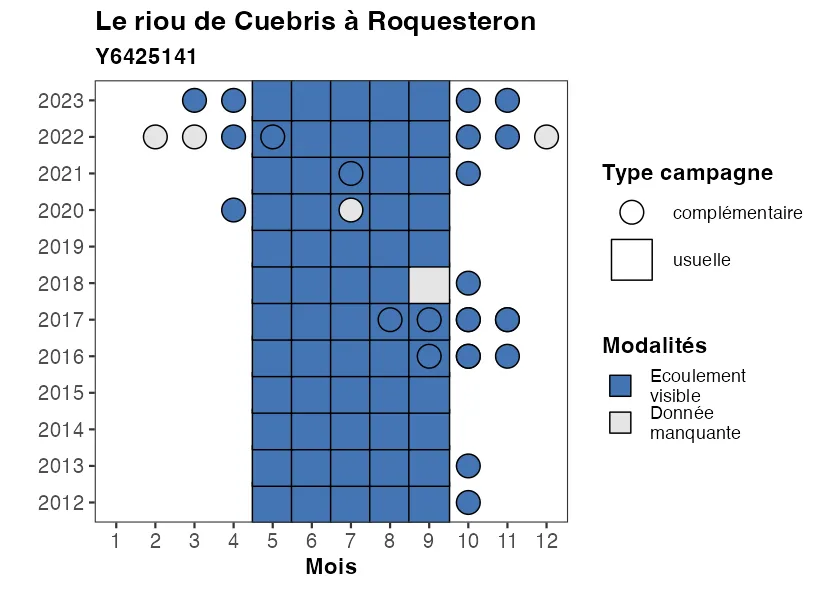 Le riou de Cuebris à Roquesteron
Y6425141
2023
2022
2021
2020
2019
2018
2017
2016
2015
2014
2013
2012
1 2 3 4 5 6 7 8 9 10 11 12
Mois
Type campagne
complémentaire
usuelle
Modalités
Ecoulement
visible
Donnée
manquante